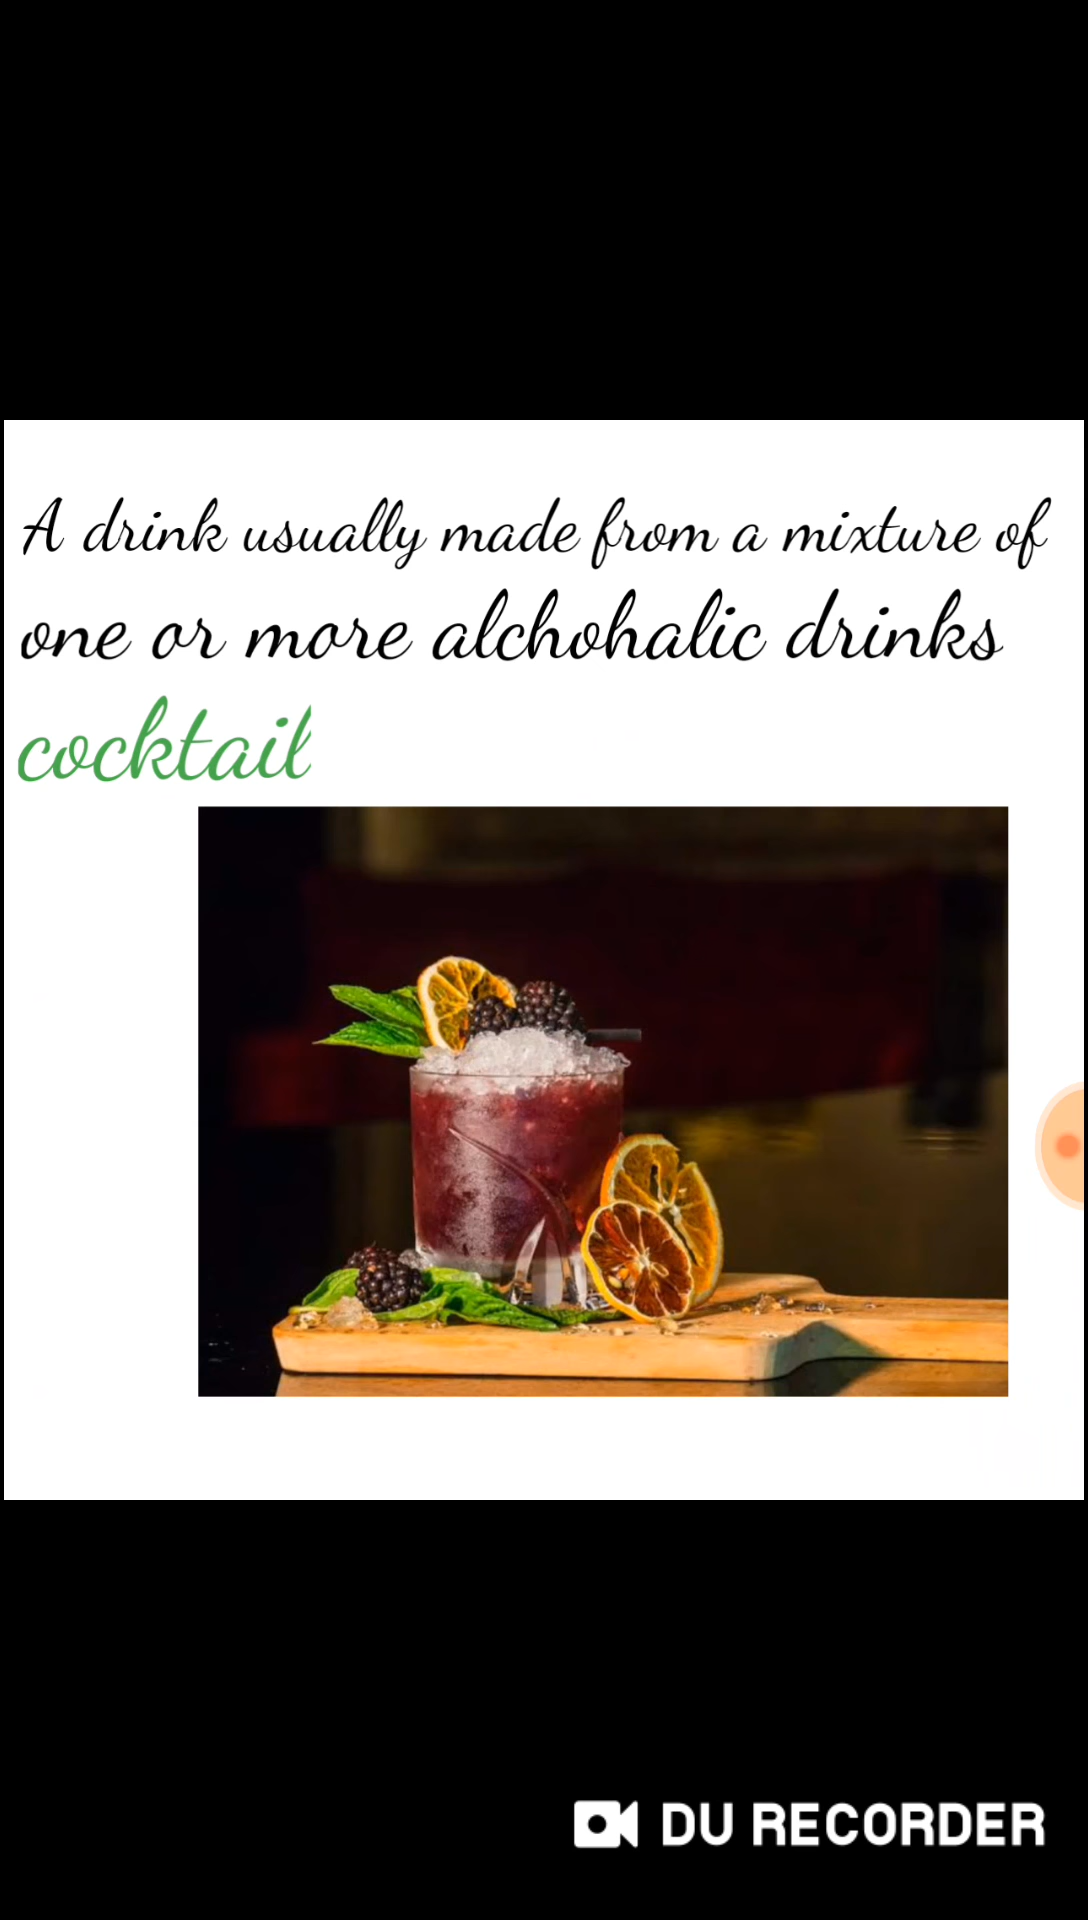 A drink usually made from a mixture of
one or more alchohalic drinks
cocktail
DU RECORDER